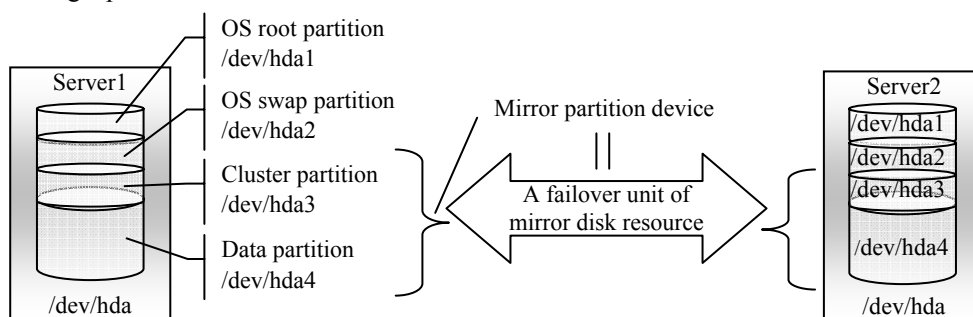 OS root partition
/dev/hda1
Server1
OS swap partition
/dev/hda2
Cluster partition
/dev/hda3
Data partition
/dev/hda4
/dev/hda
Mirror partition device
A failover unit of
mirror disk resource
Server2
/dev/hda1
/dev/hda2
/dev/hda3
/dev/hda4
/dev/hda